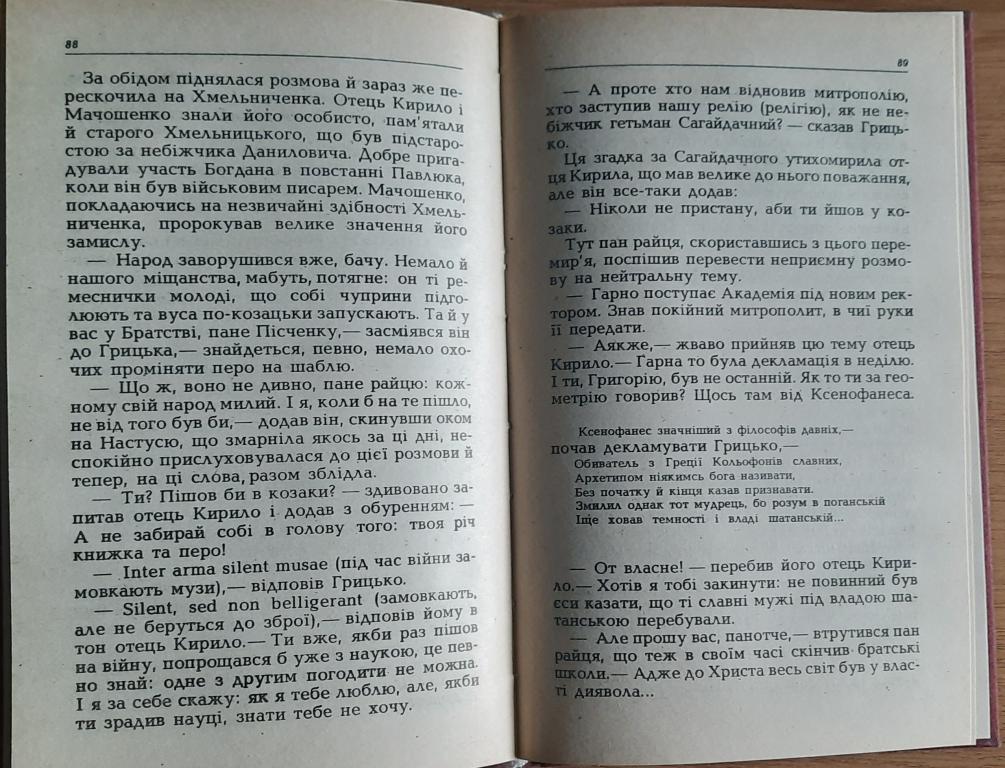 88
За обідом піднялася розмова й зараз же пе-
рескочила на Хмельниченка. Отець Кирило і
Мачошенко знали його особисто, пам'ятали
й старого Хмельницького, що був підстаро-
стою за небіжчика Даниловича. Добре прига-
дували участь Богдана в повстанні Павлюка,
коли він був військовим писарем. Мачошенко,
покладаючись на незвичайні здібності Хмель-
ниченка, пророкував велике значення його
замислу.
— Народ заворушився вже, бачу. Немало й
нашого міщанства, мабуть, потягне: он ті ре-
меснички молоді, що собі чуприни підго-
люють та вуса по-козацьки запускають. Та й у
вас у Братстві, пане Пісченку,— засміявся він
до Грицька,— знайдеться, певно, немало охо-
чих проміняти перо на шаблю.
— Що ж, воно не дивно, пане райцю: кож-
ному свій народ милий. І я, коли б на те пішло,
не від того був би,— додав він, скинувши оком
на Настусю, що змарніла якось за ці дні, не-
спокійно прислуховувалася до цієї розмови й
тепер, на ці слова, разом зблідла.
— Ти? Пішов би в козаки? — здивовано за-
питав отець Кирило і додав з обуренням: —
А не забирай собі в голову того: твоя річ
книжка та перо!
— Inter arma silent musae (під час війни за-
мовкають музи),— відповів Грицько.
— Silent, sed non belligerant (замовкають,
але не беруться до зброї),— відповів йому в
тон отець Кирило.— Ти вже, якби раз пішов
на війну, попрощався б уже з наукою, це пев-
но знай: одне з другим погодити не можна.
І я за себе скажу: як я тебе люблю, але, якби
ти зрадив науці, знати тебе не хочу.
89
— А проте хто нам відновив митрополію,
хто заступив нашу релію (релігію), як не не-
біжчик гетьман Сагайдачний? — сказав Гриць-
ко.
Ця згадка за Сагайдачного утихомирила от-
ця Кирила, що мав велике до нього поважання,
але він все-таки додав:
— Ніколи не пристану, аби ти йшов у ко-
заки.
Тут пан райця, скориставшись з цього пере-
мир'я, поспішив перевести неприємну розмо-
ву на нейтральну тему.
— Гарно поступає Академія під новим рек-
тором. Знав покійний митрополит, в чиї руки
її передати.
— Аякже,— жваво прийняв цю тему отець
Кирило.— Гарна то була декламація в неділю.
І ти, Григорію, був не останній. Як то ти за гео-
метрію говорив? Щось там від Ксенофанеса.
Ксенофанес значніший з філософів давніх,—
почав декламувати Грицько,—
Обиватель з Греції Кольофонів славних,
Архетипом ніякимсь бога називати,
Без початку й кінця казав признавати.
Змилил однак тот мудрець, бо розум в поганській
Іще ховав темності і владі шатанській...
— От власне! — перебив його отець Кири-
ло.— Хотів я тобі закинути: не повинний був
єси казати, що ті славні мужі під владою ша-
танською перебували.
— Але прошу вас, панотче,— втрутився пан
райця, що теж в своїм часі скінчив братські
школи.— Адже до Христа весь світ був у влас-
ті диявола...